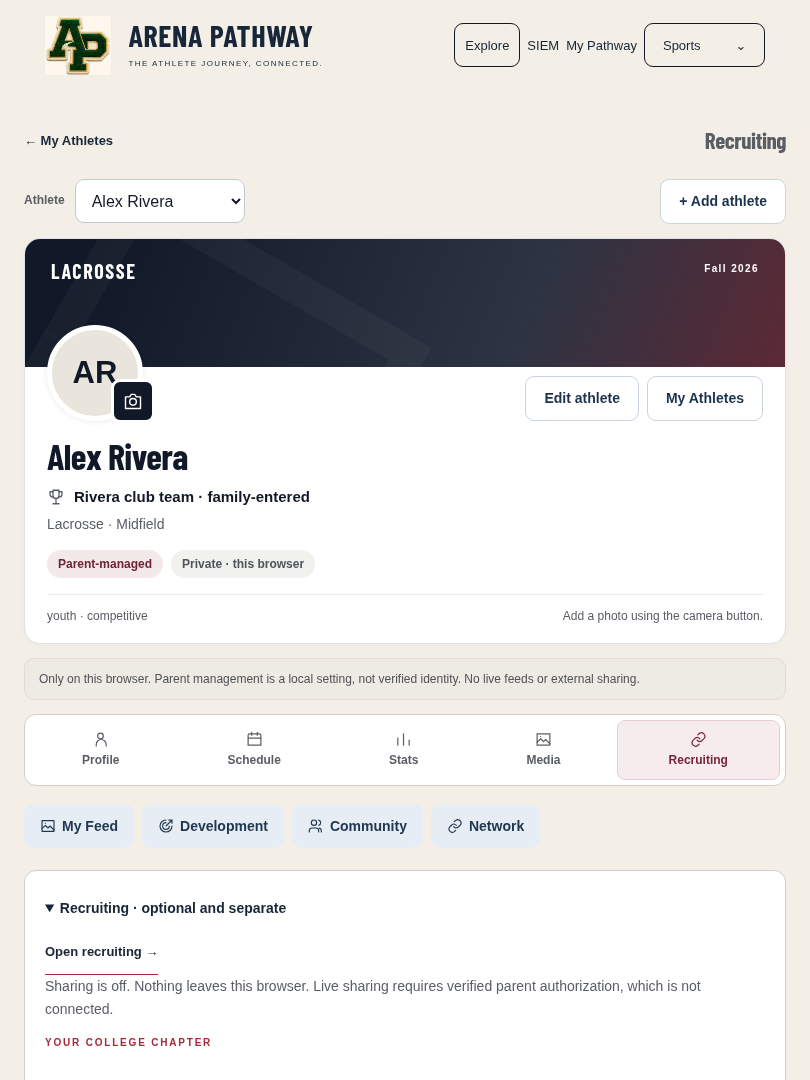 AP
ARENA PATHWAY
THE ATHLETE JOURNEY, CONNECTED.
Explore
SIEM
My Pathway
Sports
← My Athletes
Recruiting
Athlete
Alex Rivera
+ Add athlete
LACROSSE
Fall 2026
AR
Edit athlete
My Athletes
Alex Rivera
Rivera club team · family-entered
Lacrosse · Midfield
Parent-managed
Private · this browser
youth · competitive
Add a photo using the camera button.
Only on this browser. Parent management is a local setting, not verified identity. No live feeds or external sharing.
Profile
Schedule
Stats
Media
Recruiting
My Feed
Development
Community
Network
▼ Recruiting · optional and separate
Open recruiting →
Sharing is off. Nothing leaves this browser. Live sharing requires verified parent authorization, which is not
connected.
YOUR COLLEGE CHAPTER